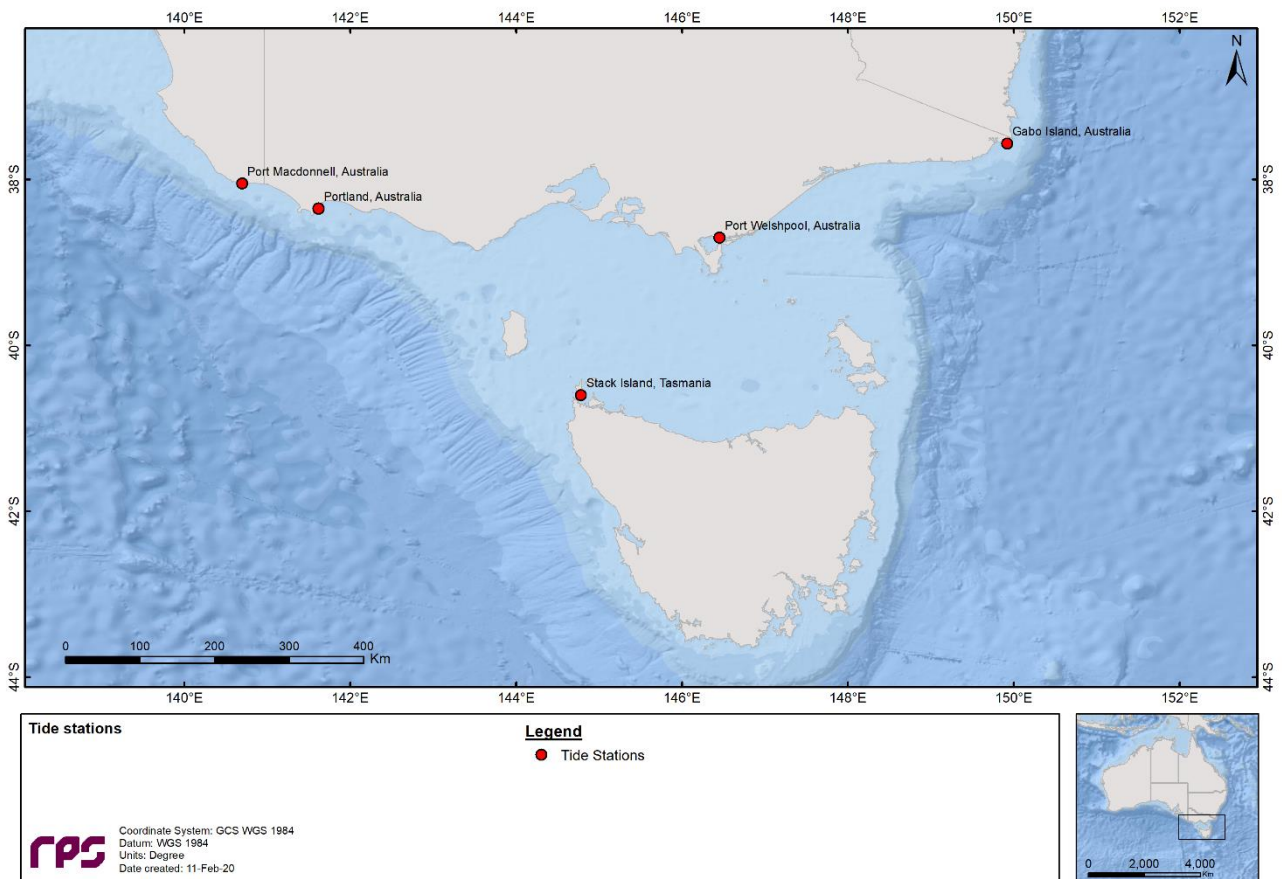 140°E 142°E 144°E 146°E 148°E 150°E 152°E
N
Gabo Island, Australia
38°S 38°S
Port Macdonnell, Australia
Portland, Australia
Port Welshpool, Australia
40°S 40°S
Stack Island, Tasmania
42°S 42°S
0 100 200 300 400
Km
44°S 44°S
140°E 142°E 144°E 146°E 148°E 150°E 152°E
Tide stations
Legend
Tide Stations
rps
Coordinate System: GCS WGS 1984
Datum: WGS 1984
Units: Degree
Date created: 11-Feb-20
0 2,000 4,000
Km